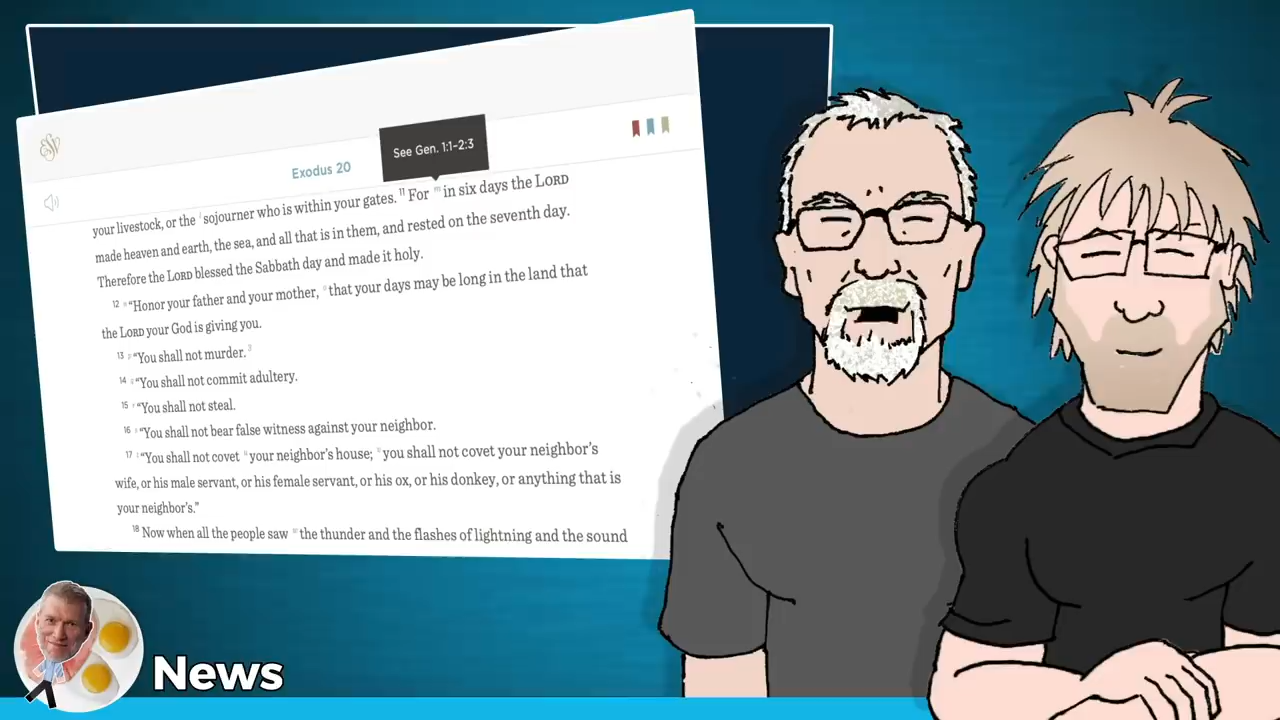 ESV
Exodus 20
See Gen. 1:1–2:3
your livestock, or the sojourner who is within your gates. 11 For m in six days the LORD
made heaven and earth, the sea, and all that is in them, and rested on the seventh day.
Therefore the LORD blessed the Sabbath day and made it holy.
12 “Honor your father and your mother, that your days may be long in the land that
the LORD your God is giving you.
13 “You shall not murder.
14 “You shall not commit adultery.
15 “You shall not steal.
16 “You shall not bear false witness against your neighbor.
17 “You shall not covet your neighbor’s house; you shall not covet your neighbor’s
wife, or his male servant, or his female servant, or his ox, or his donkey, or anything that is
your neighbor’s.”
18 Now when all the people saw the thunder and the flashes of lightning and the sound
News